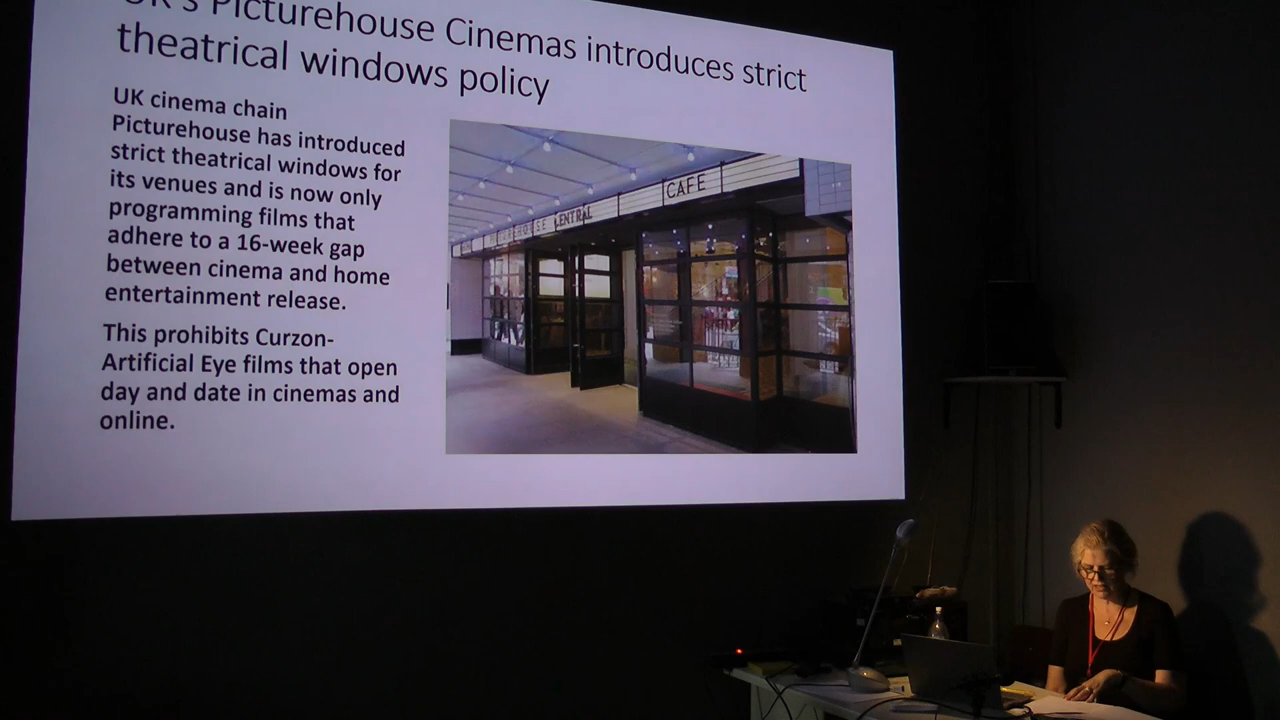 UK's Picturehouse Cinemas introduces strict
theatrical windows policy
UK cinema chain
Picturehouse has introduced
strict theatrical windows for
its venues and is now only
programming films that
adhere to a 16-week gap
between cinema and home
entertainment release.
This prohibits Curzon-
Artificial Eye films that open
day and date in cinemas and
online.
CENTRAL
CAFE